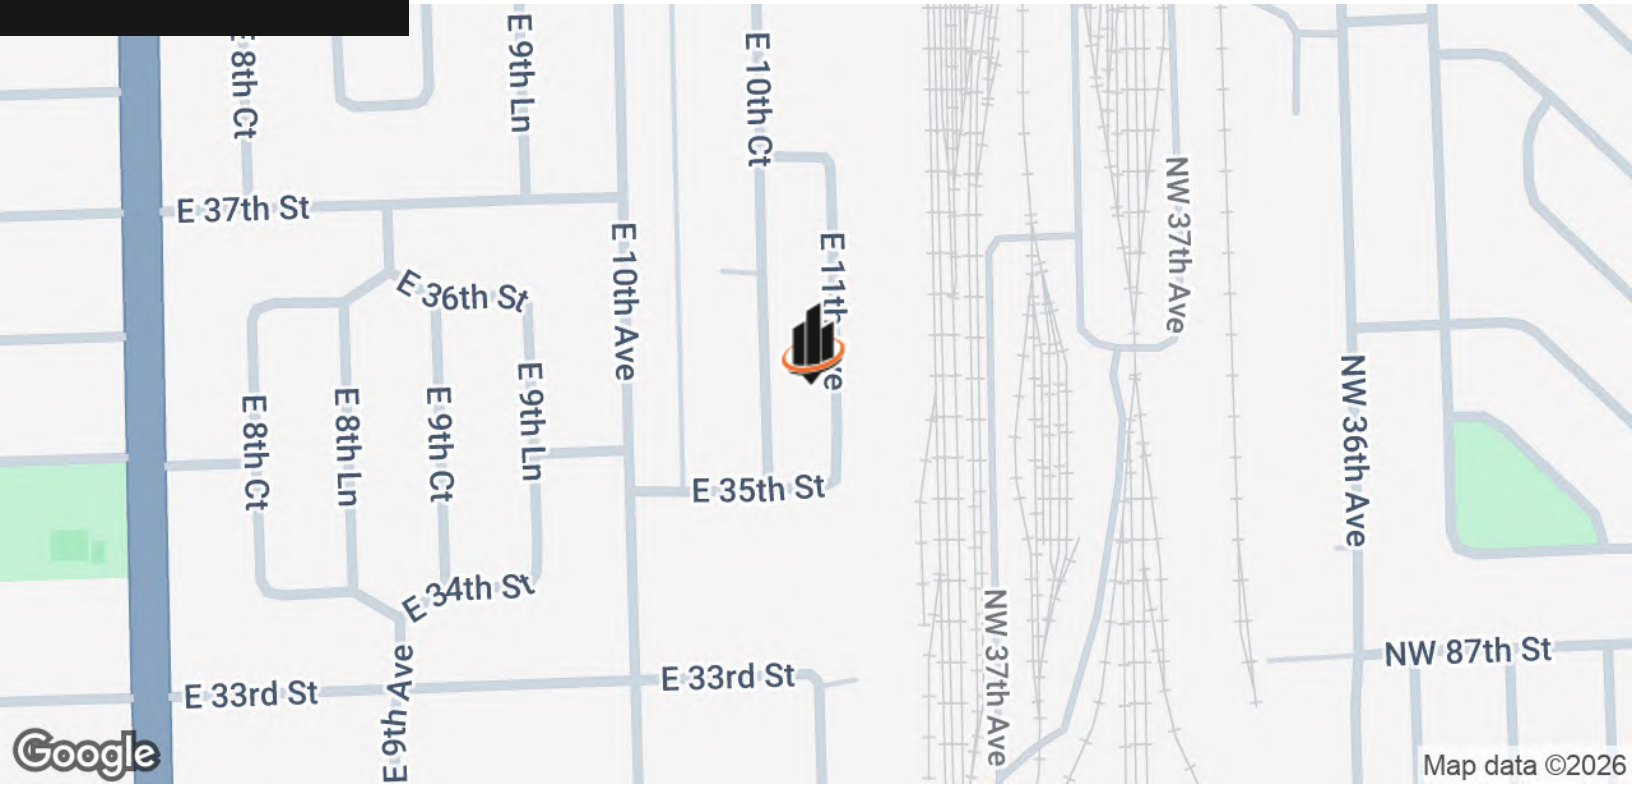 E 8th Ct
E 9th Ln
E 10th Ct
E 37th St
NW 37th Ave
E 10th Ave
E 11th Ave
E 36th St
E 8th Ct
E 8th Ln
E 9th Ct
E 9th Ln
NW 36th Ave
E 35th St
E 34th St
NW 37th Ave
NW 87th St
E 33rd St
E 33rd St
E 9th Ave
Google
Map data ©2026